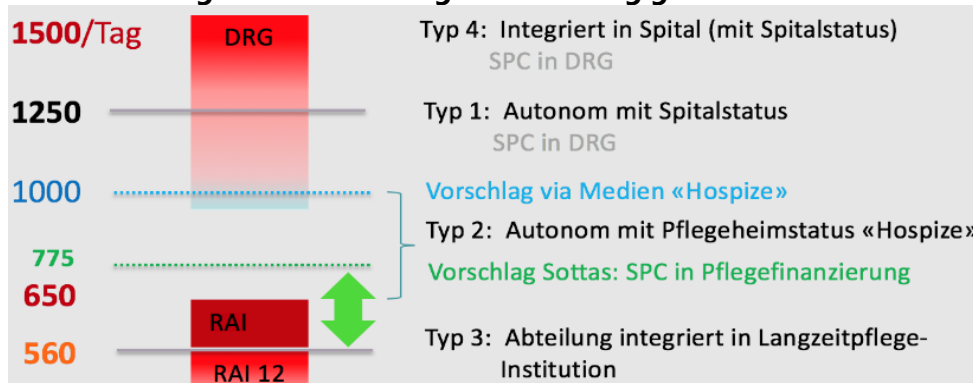 1500/Tag
DRG
Typ 4: Integriert in Spital (mit Spitalstatus)
SPC in DRG
1250
Typ 1: Autonom mit Spitalstatus
SPC in DRG
1000
Vorschlag via Medien «Hospize»
Typ 2: Autonom mit Pflegeheimstatus «Hospize»
775
Vorschlag Sottas: SPC in Pflegefinanzierung
650
RAI
Typ 3: Abteilung integriert in Langzeitpflege-
Institution
560
RAI 12